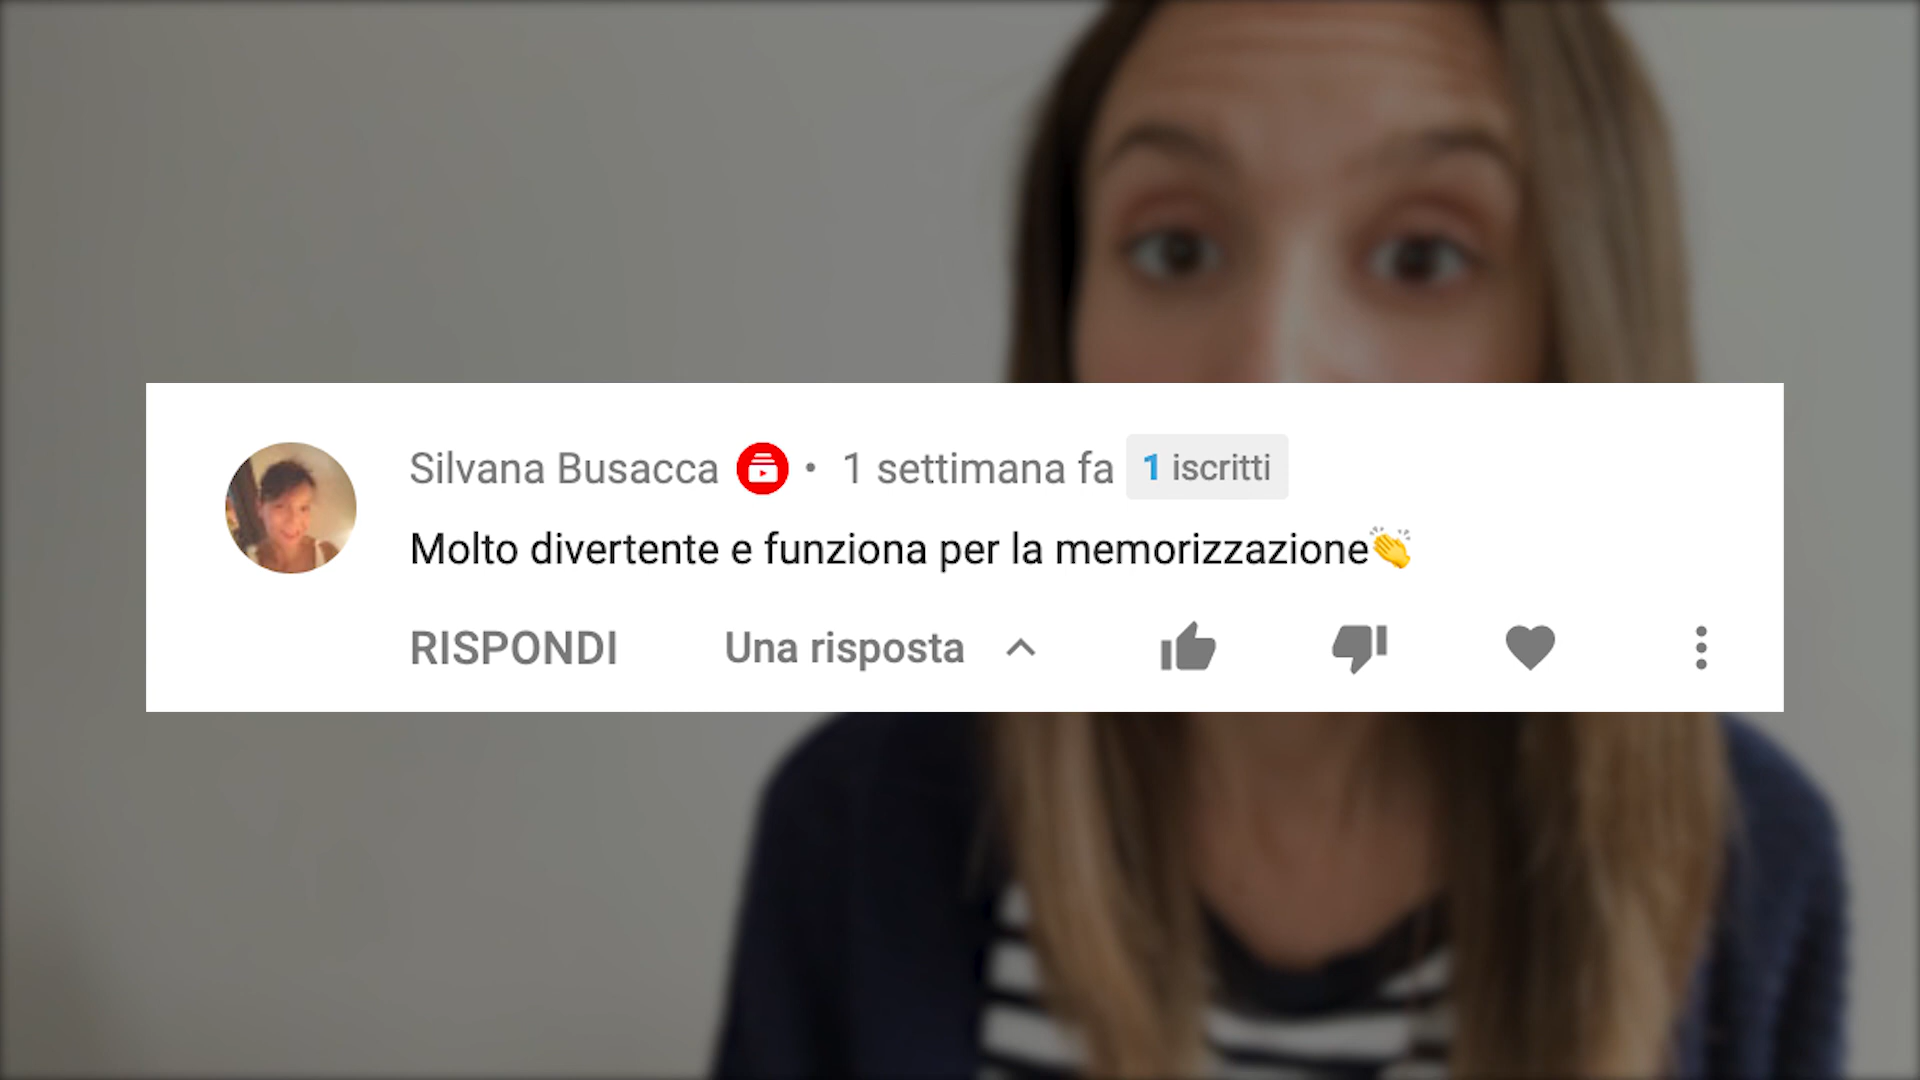 Silvana Busacca • 1 settimana fa 1 iscritti
Molto divertente e funziona per la memorizzazione👏
RISPONDI Una risposta